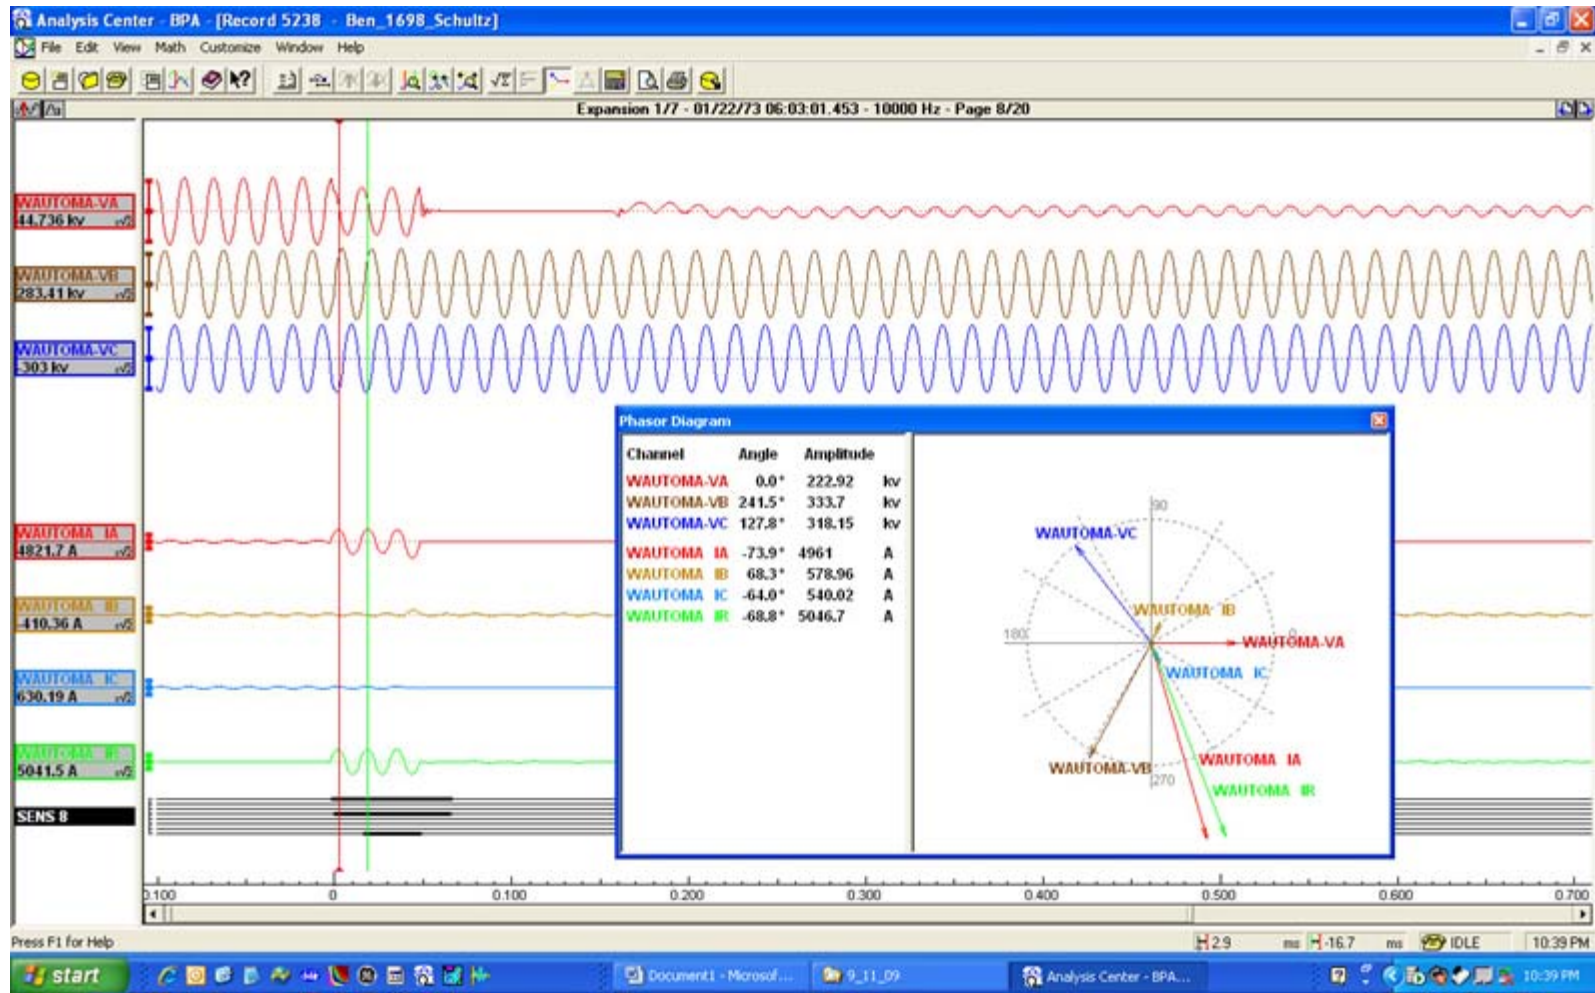 Analysis Center - BPA - [Record 5238 - Ben_1698_Schultz]
File Edit View Math Customize Window Help
Expansion 1/7 - 01/22/73 06:03:01.453 - 10000 Hz - Page 8/20
WAUTOMA-VA
44.736 kv
WAUTOMA-VB
283.41 kv
WAUTOMA-VC
-303 kv
WAUTOMA IA
4821.7 A
WAUTOMA IB
-410.36 A
WAUTOMA IC
630.19 A
WAUTOMA IR
5041.5 A
SENS 8
Phasor Diagram
Channel Angle Amplitude
WAUTOMA-VA 0.0° 222.92 kv
WAUTOMA-VB 241.5° 333.7 kv
WAUTOMA-VC 127.8° 318.15 kv
WAUTOMA IA -73.9° 4961 A
WAUTOMA IB 68.3° 578.96 A
WAUTOMA IC -64.0° 540.02 A
WAUTOMA IR -68.8° 5046.7 A
90
WAUTOMA-VC
WAUTOMA IB
180
0
WAUTOMA-VA
WAUTOMA IC
WAUTOMA-VB
270
WAUTOMA IA
WAUTOMA IR
0.100 0 0.100 0.200 0.300 0.400 0.500 0.600 0.700
Press F1 for Help
2.9 ms -16.7 ms IDLE 10:39 PM
start
Document1 - Microsof...
9_11_09
Analysis Center - BPA...
10:39 PM